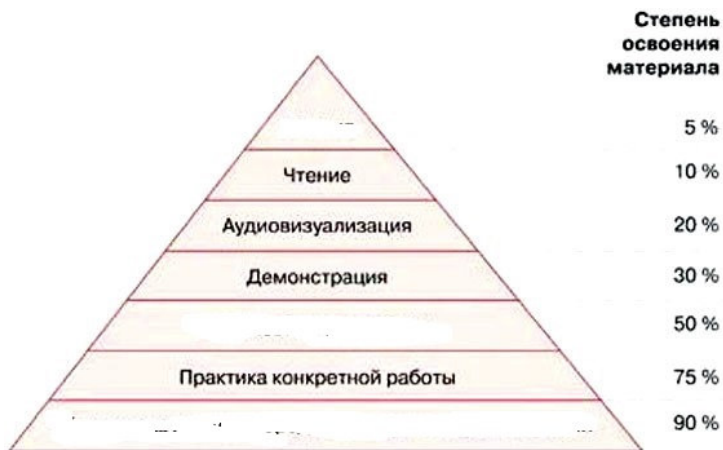 Степень
освоения
материала
5 %
Чтение 10 %
Аудиовизуализация 20 %
Демонстрация 30 %
50 %
Практика конкретной работы 75 %
90 %